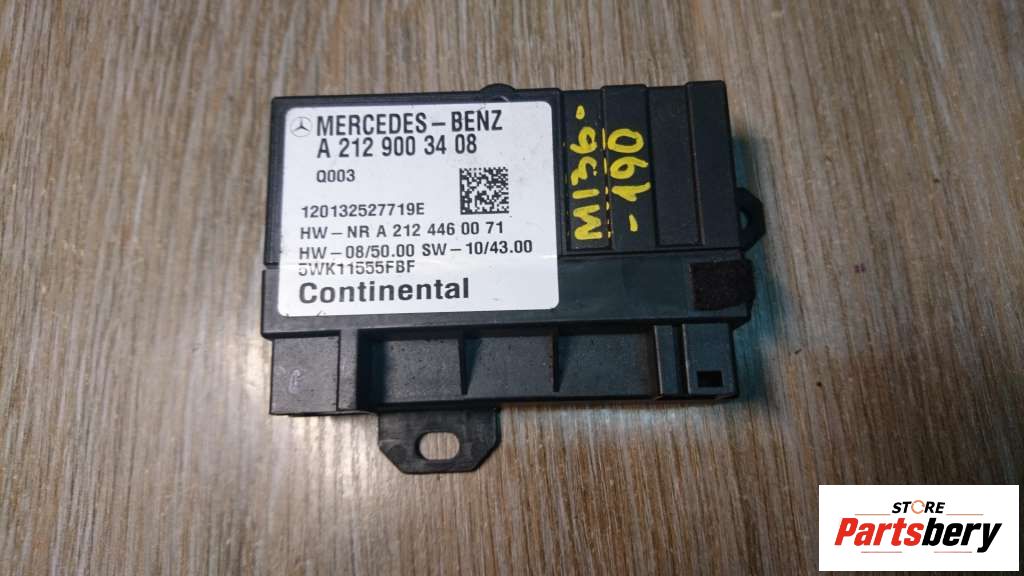 MERCEDES-BENZ
A 212 900 34 08
Q003
120132527719E
HW-NR A 212 446 00 71
HW-08/50.00 SW-10/43.00
5WK11555FBF
Continental
M136-
-190
STORE
Partsbery